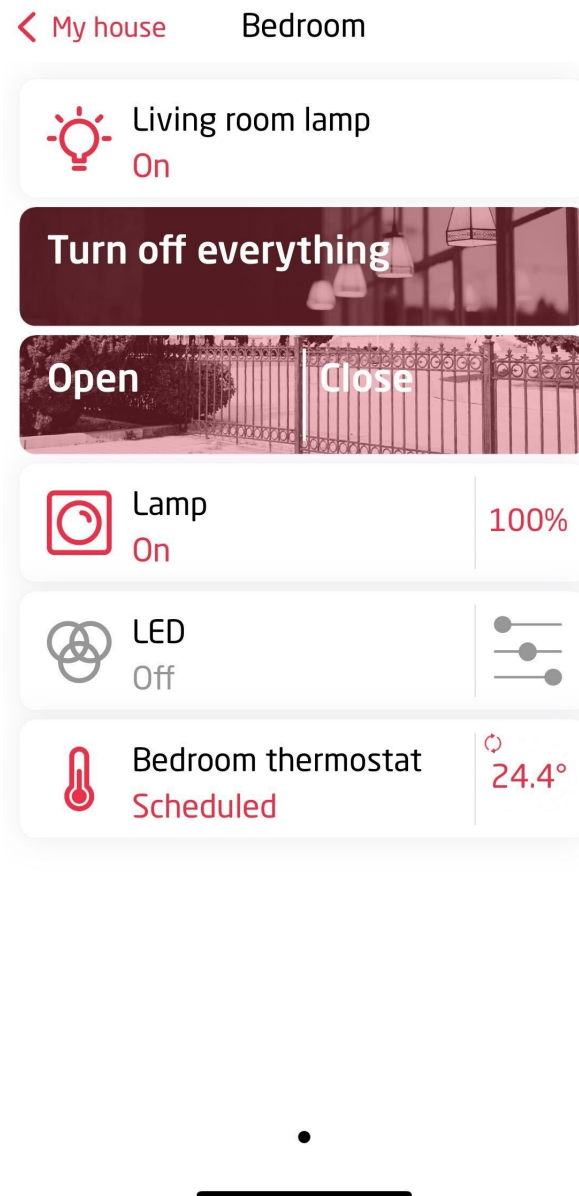 My house Bedroom
Living room lamp
On
Turn off everything
Open Close
Lamp
On
100%
LED
Off
Bedroom thermostat
Scheduled
24.4°